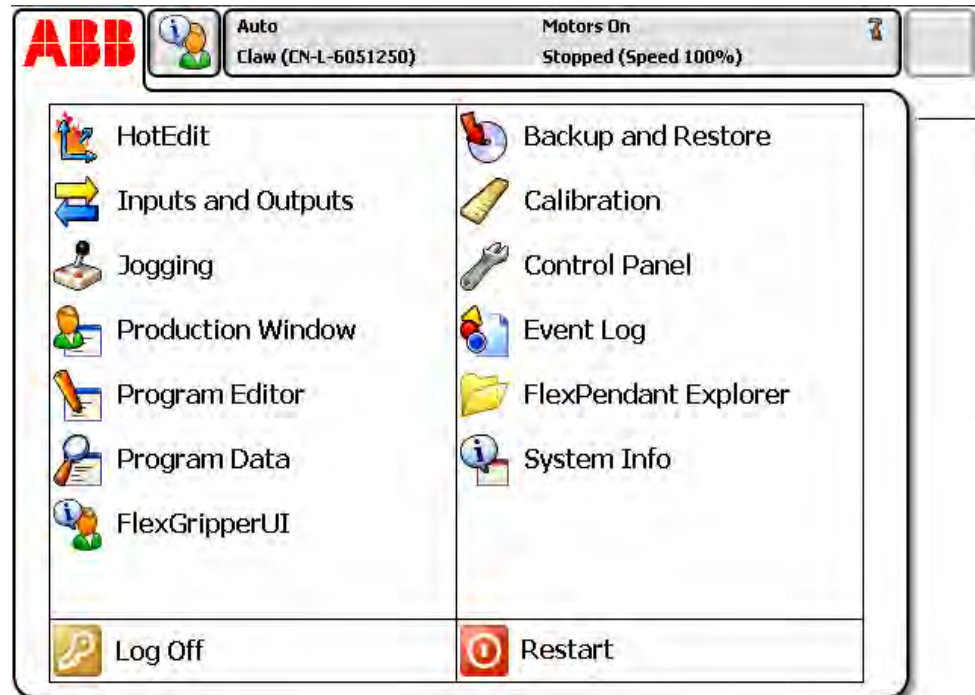 ABB
Auto
Motors On
Claw (CN-L-6051250)
Stopped (Speed 100%)
HotEdit
Inputs and Outputs
Jogging
Production Window
Program Editor
Program Data
FlexGripperUI
Backup and Restore
Calibration
Control Panel
Event Log
FlexPendant Explorer
System Info
Log Off
Restart